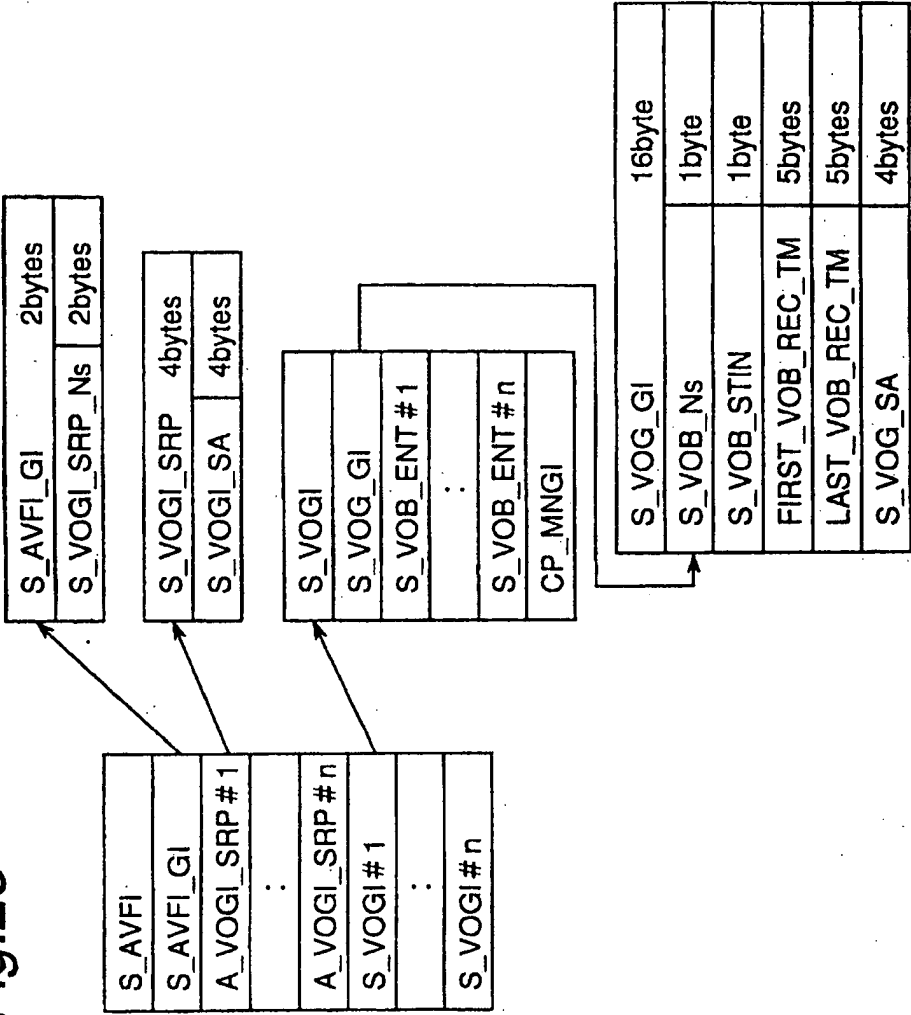 S_AVFI
S_AVFI_GI
A_VOGI_SRP#1
:
A_VOGI_SRP#n
S_VOGI#1
:
S_VOGI#n
S_AVFI_GI 2bytes
S_VOGI_SRP_Ns 2bytes
S_VOGI_SRP 4bytes
S_VOGI_SA 4bytes
S_VOGI
S_VOG_GI
S_VOB_ENT#1
:
S_VOB_ENT#n
CP_MNGI
S_VOG_GI 16byte
S_VOB_Ns 1byte
S_VOB_STIN 1byte
FIRST_VOB_REC_TM 5bytes
LAST_VOB_REC_TM 5bytes
S_VOG_SA 4bytes